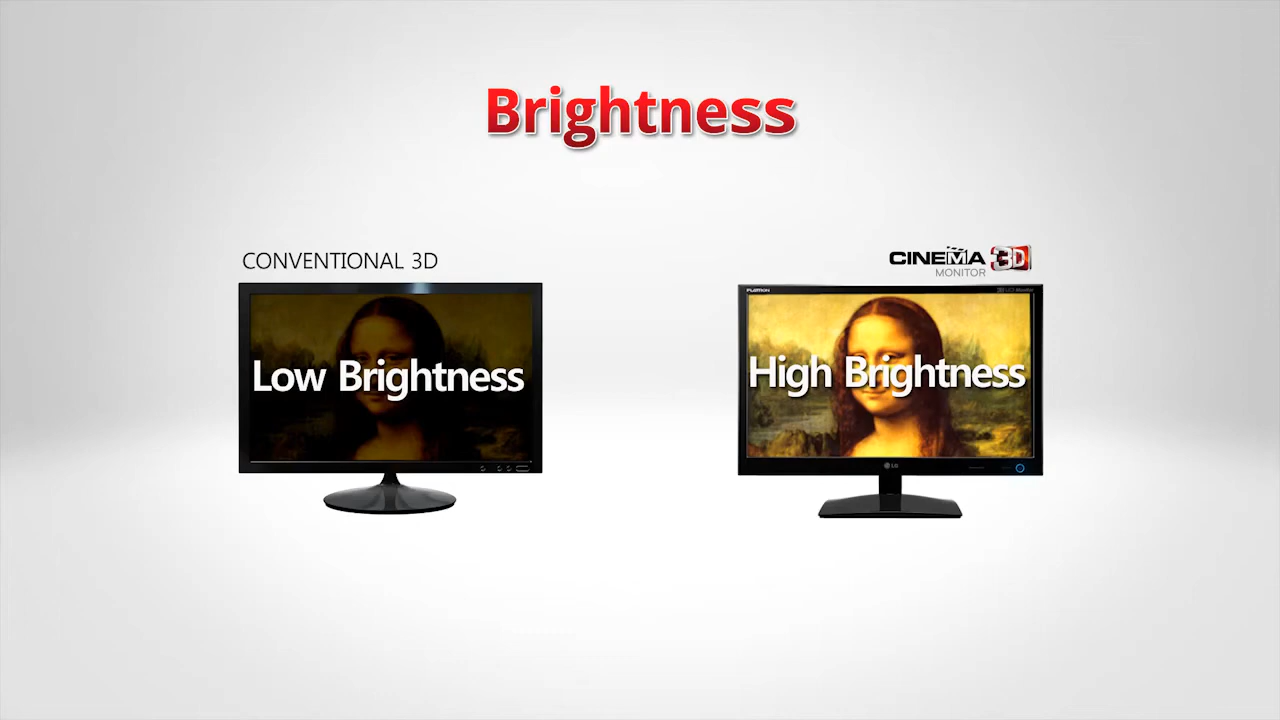 Brightness
CONVENTIONAL 3D
CINEMA 3D
MONITOR
FLATRON
Low Brightness
High Brightness
LG